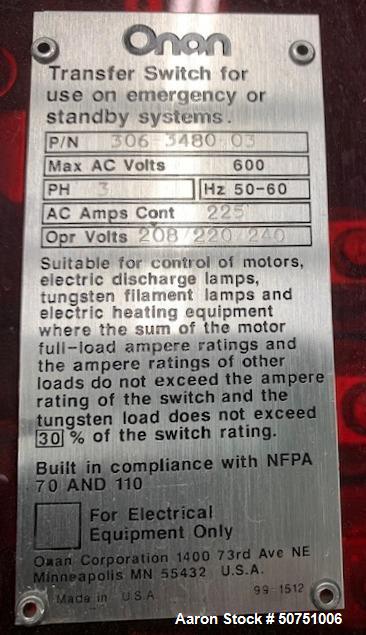 Onan
Transfer Switch for
use on emergency or
standby systems.
P/N 306-3480-03
Max AC Volts 600
PH 3 Hz 50-60
AC Amps Cont 225
Opr Volts 208/220/240
Suitable for control of motors,
electric discharge lamps,
tungsten filament lamps and
electric heating equipment
where the sum of the motor
full-load ampere ratings and
the ampere ratings of other
loads do not exceed the ampere
rating of the switch and the
tungsten load does not exceed
30 % of the switch rating.
Built in compliance with NFPA
70 AND 110
For Electrical
Equipment Only
Onan Corporation 1400 73rd Ave NE
Minneapolis MN 55432 U.S.A.
Made in U.S.A. 99-1512
Aaron Stock # 50751006